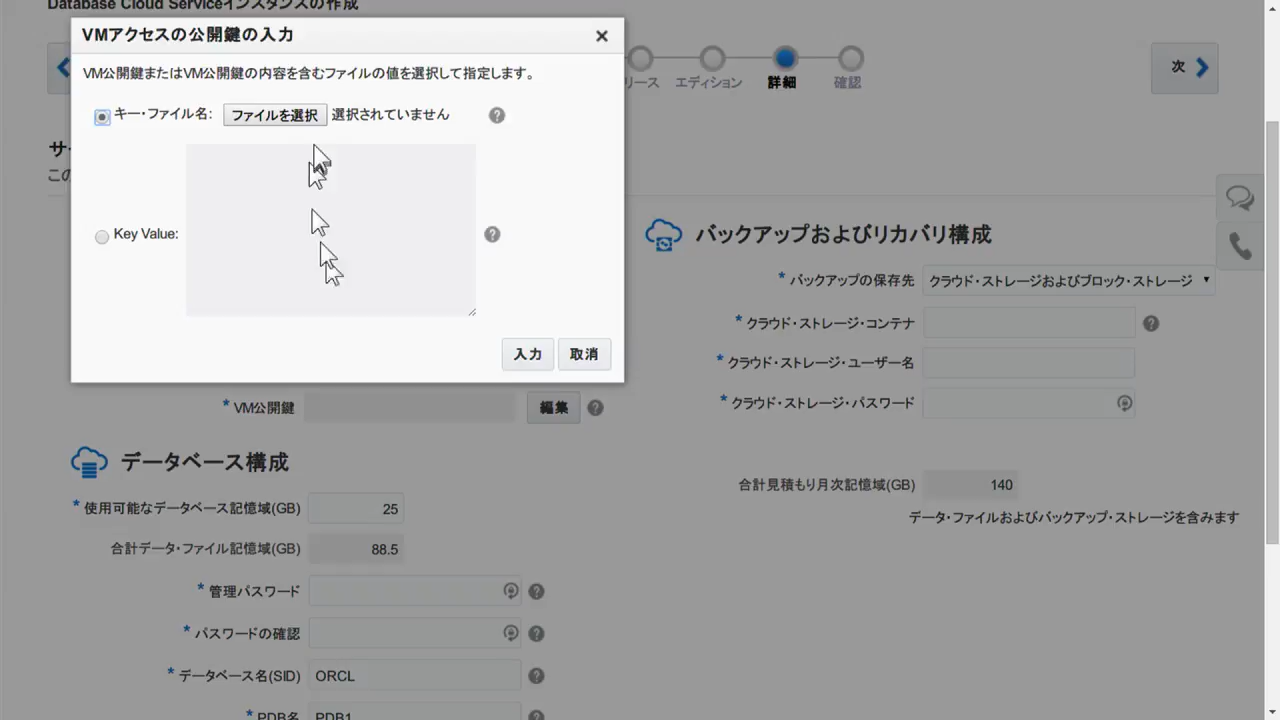 Database Cloud Serviceインスタンスの作成
VMアクセスの公開鍵の入力
VM公開鍵またはVM公開鍵の内容を含むファイルの値を選択して指定します。
キー・ファイル名: ファイルを選択 選択されていません
Key Value:
入力 取消
リース エディション 詳細 確認
次
サ
この
バックアップおよびリカバリ構成
* バックアップの保存先 クラウド・ストレージおよびブロック・ストレージ
* クラウド・ストレージ・コンテナ
* クラウド・ストレージ・ユーザー名
* クラウド・ストレージ・パスワード
合計見積もり月次記憶域(GB) 140
データ・ファイルおよびバックアップ・ストレージを含みます
* VM公開鍵 編集
データベース構成
* 使用可能なデータベース記憶域(GB) 25
合計データ・ファイル記憶域(GB) 88.5
* 管理パスワード
* パスワードの確認
* データベース名(SID) ORCL
* PDB名 PDB1